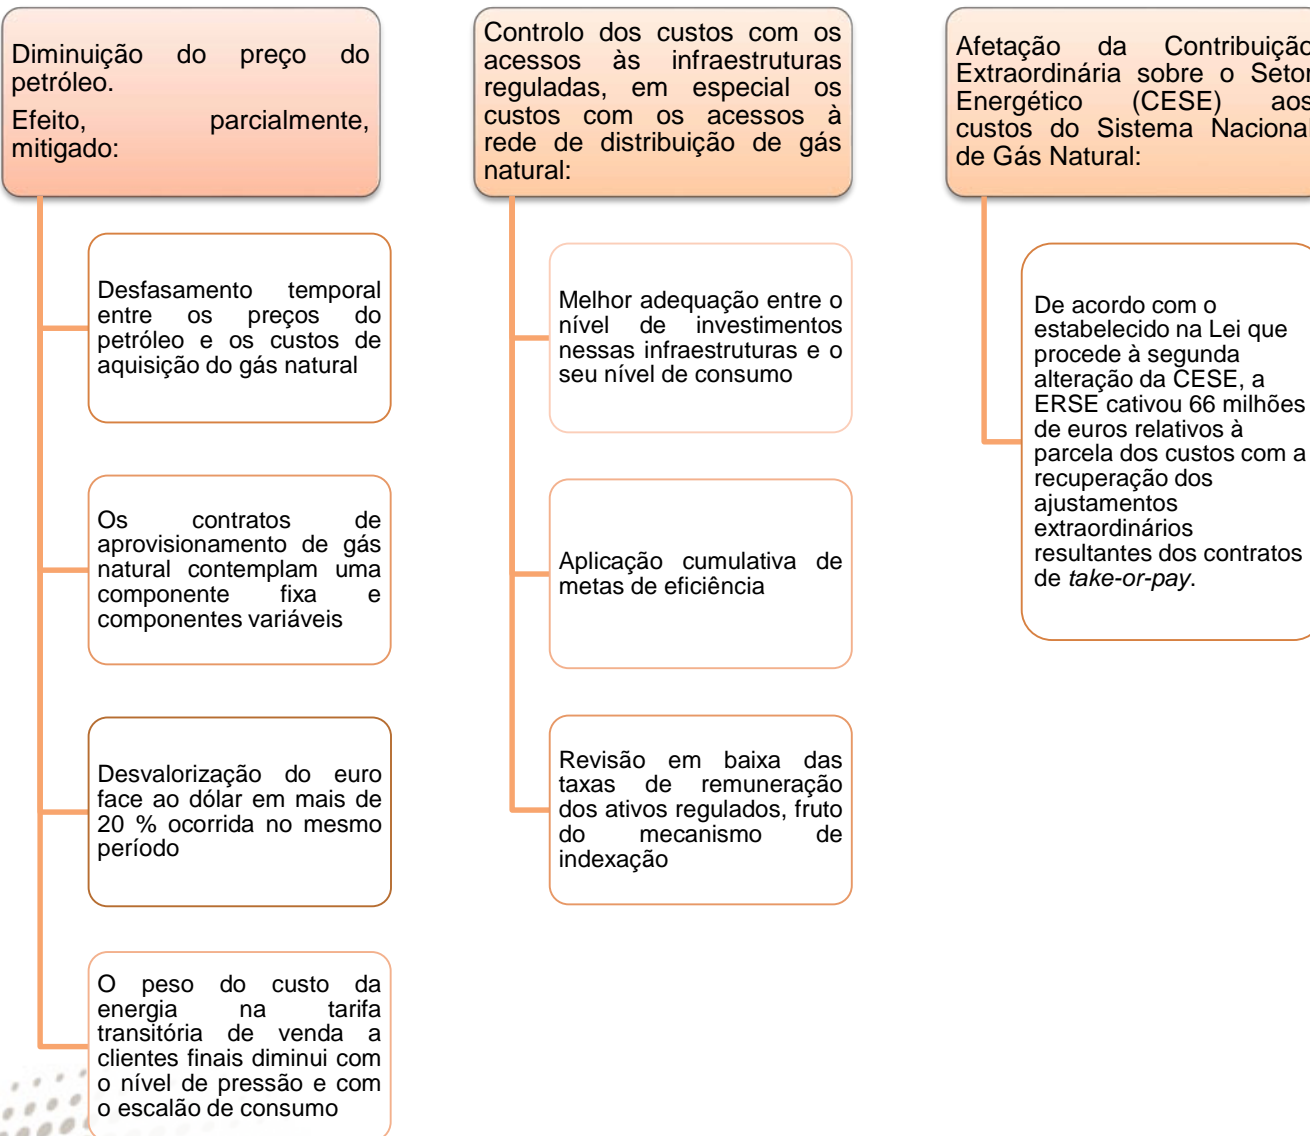 Diminuição do preço do
petróleo.
Efeito, parcialmente,
mitigado:
Desfasamento temporal
entre os preços do
petróleo e os custos de
aquisição do gás natural
Os contratos de
aprovisionamento de gás
natural contemplam uma
componente fixa e
componentes variáveis
Desvalorização do euro
face ao dólar em mais de
20 % ocorrida no mesmo
período
O peso do custo da
energia na tarifa
transitória de venda a
clientes finais diminui com
o nível de pressão e com
o escalão de consumo
Controlo dos custos com os
acessos às infraestruturas
reguladas, em especial os
custos com os acessos à
rede de distribuição de gás
natural:
Melhor adequação entre o
nível de investimentos
nessas infraestruturas e o
seu nível de consumo
Aplicação cumulativa de
metas de eficiência
Revisão em baixa das
taxas de remuneração
dos ativos regulados, fruto
do mecanismo de
indexação
Afetação da Contribuição
Extraordinária sobre o Setor
Energético (CESE) aos
custos do Sistema Nacional
de Gás Natural:
De acordo com o
estabelecido na Lei que
procede à segunda
alteração da CESE, a
ERSE cativou 66 milhões
de euros relativos à
parcela dos custos com a
recuperação dos
ajustamentos
extraordinários
resultantes dos contratos
de take-or-pay.